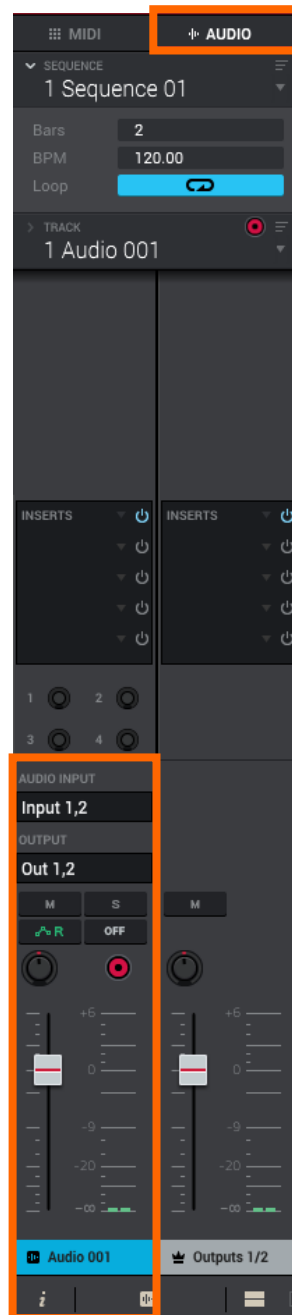 MIDI AUDIO
SEQUENCE
1 Sequence 01
Bars 2
BPM 120.00
Loop
TRACK
1 Audio 001
INSERTS INSERTS
1 2
3 4
AUDIO INPUT
Input 1,2
OUTPUT
Out 1,2
M S M
R OFF
+6 +6
0 0
-9 -9
-20 -20
-∞ -∞
Audio 001 Outputs 1/2
i